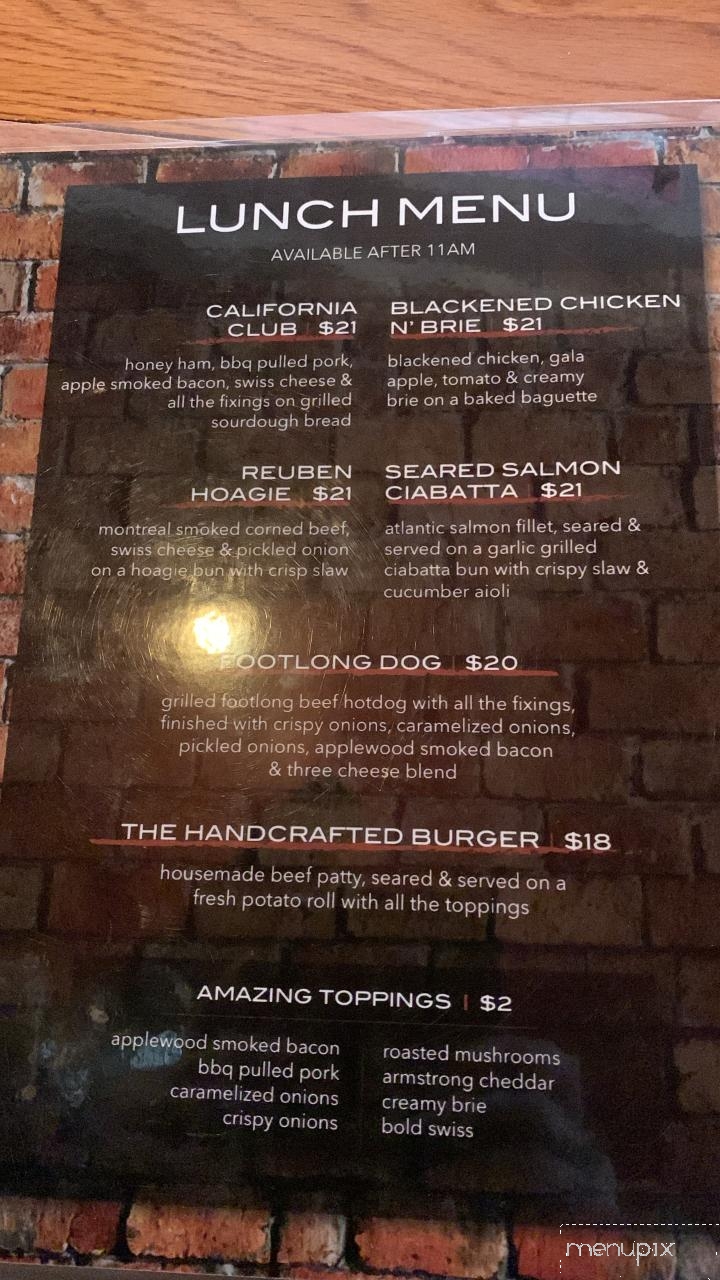 LUNCH MENU
AVAILABLE AFTER 11AM
CALIFORNIA
CLUB $21
honey ham, bbq pulled pork,
apple smoked bacon, swiss cheese &
all the fixings on grilled
sourdough bread
BLACKENED CHICKEN
N' BRIE $21
blackened chicken, gala
apple, tomato & creamy
brie on a baked baguette
REUBEN
HOAGIE $21
montreal smoked corned beef,
swiss cheese & pickled onion
on a hoagie bun with crisp slaw
SEARED SALMON
CIABATTA $21
atlantic salmon fillet, seared &
served on a garlic grilled
ciabatta bun with crispy slaw &
cucumber aioli
FOOTLONG DOG | $20
grilled footlong beef hotdog with all the fixings,
finished with crispy onions, caramelized onions,
pickled onions, applewood smoked bacon
& three cheese blend
THE HANDCRAFTED BURGER | $18
housemade beef patty, seared & served on a
fresh potato roll with all the toppings
AMAZING TOPPINGS | $2
applewood smoked bacon
bbq pulled pork
caramelized onions
crispy onions
roasted mushrooms
armstrong cheddar
creamy brie
bold swiss
menupix